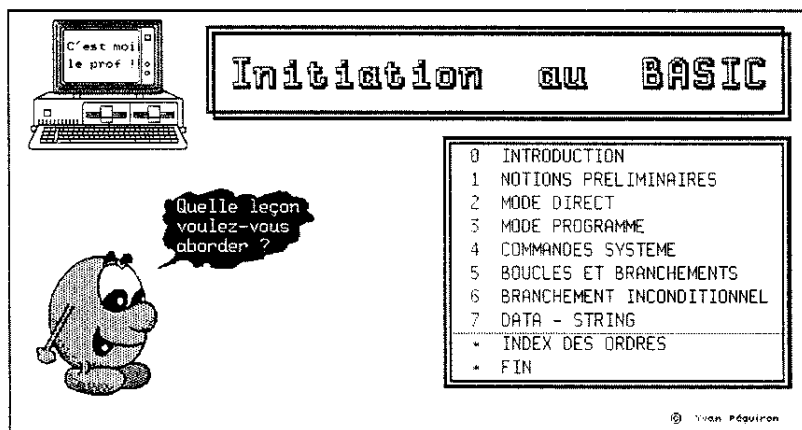 C'est moi
le prof !
Initiation au BASIC
0 INTRODUCTION
1 NOTIONS PRELIMINAIRES
2 MODE DIRECT
3 MODE PROGRAMME
4 COMMANDES SYSTEME
5 BOUCLES ET BRANCHEMENTS
6 BRANCHEMENT INCONDITIONNEL
7 DATA - STRING
* INDEX DES ORDRES
* FIN
Quelle leçon
voulez-vous
aborder ?
© Yvan Péguiron